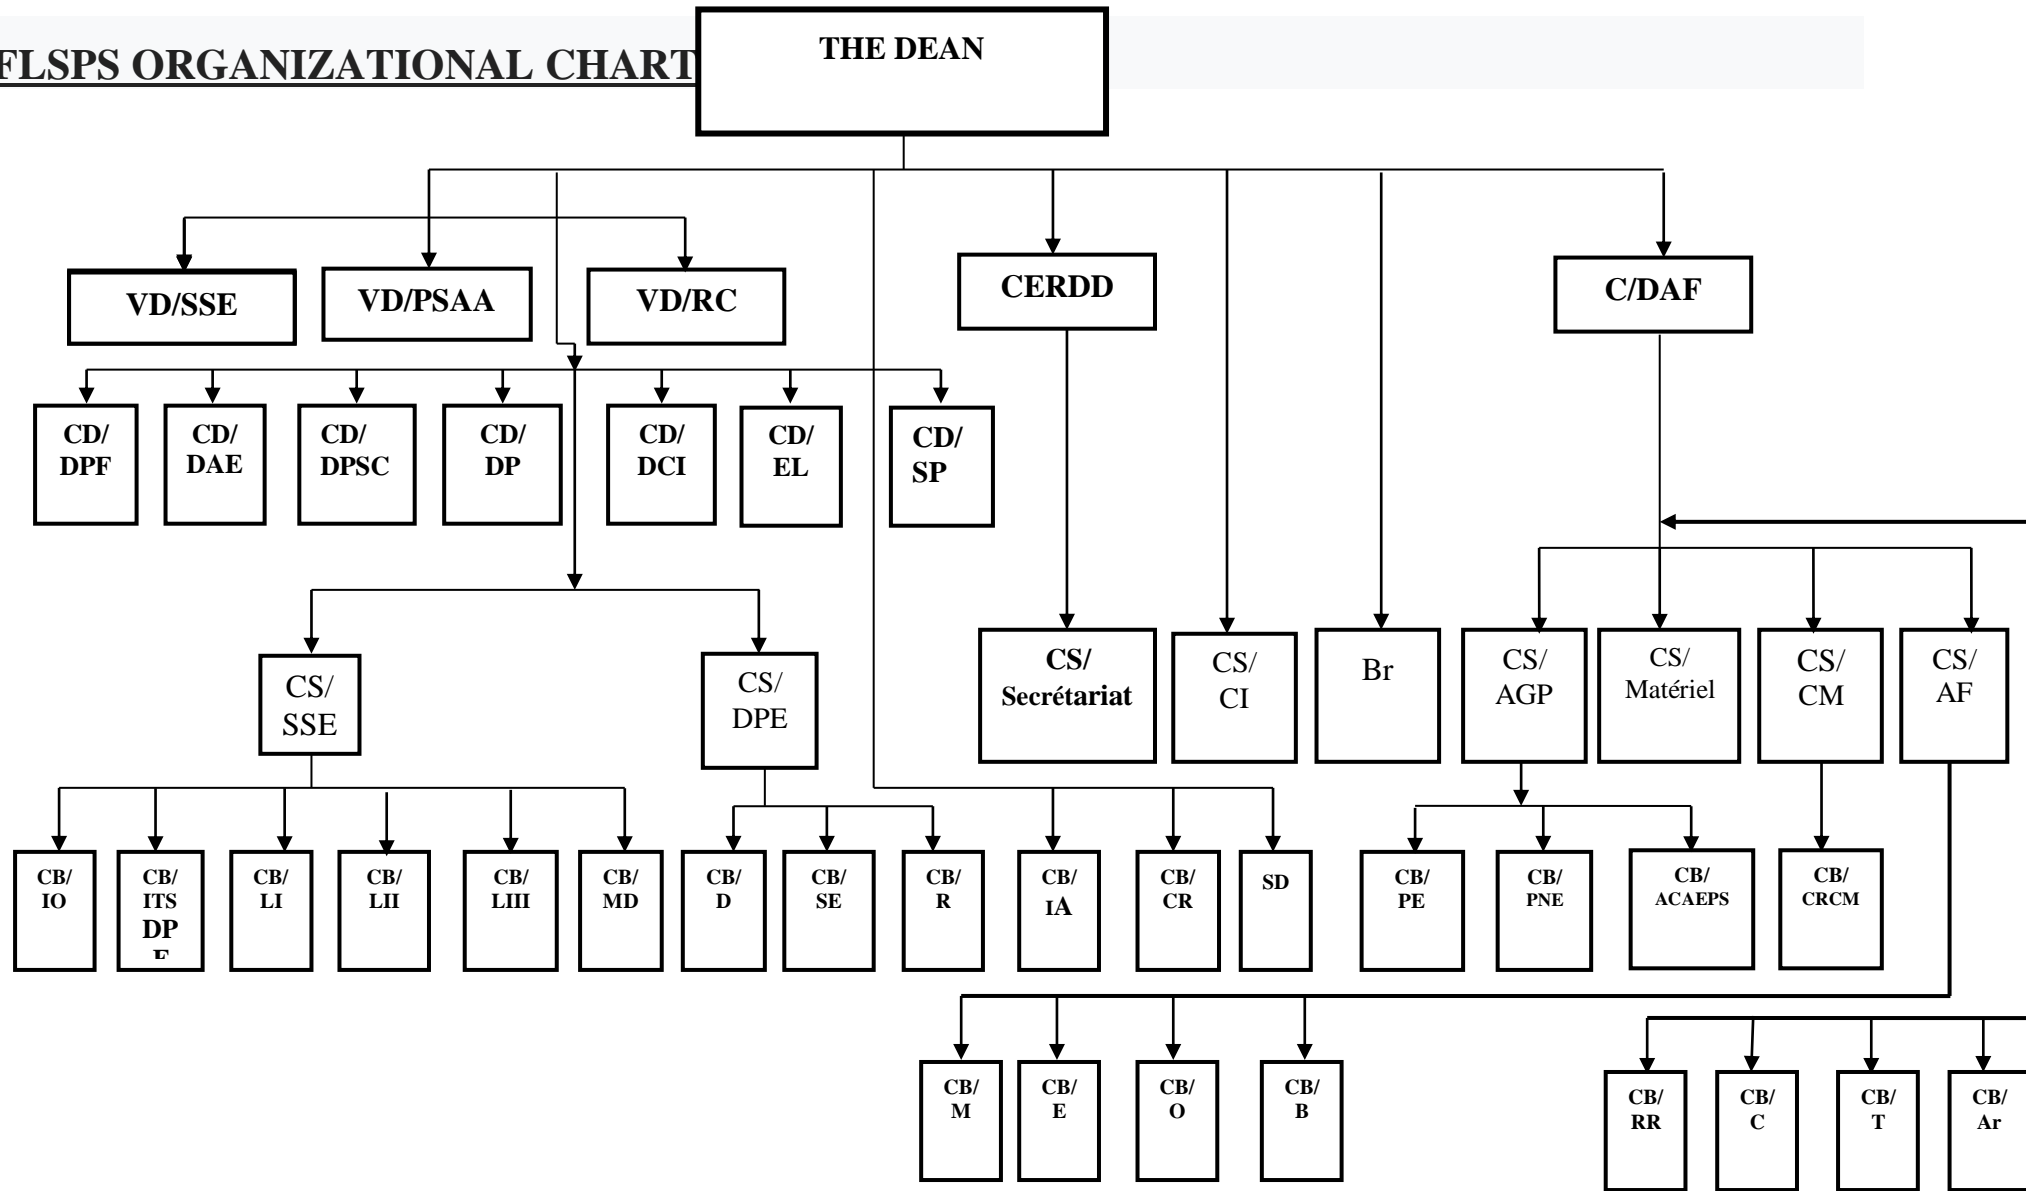 FLSPS ORGANIZATIONAL CHART
THE DEAN
VD/SSE
VD/PSAA
VD/RC
CERDD
C/DAF
CD/
DPF
CD/
DAE
CD/
DPSC
CD/
DP
CD/
DCI
CD/
EL
CD/
SP
CS/
SSE
CS/
DPE
CS/
Secrétariat
CS/
CI
Br
CS/
AGP
CS/
Matériel
CS/
CM
CS/
AF
CB/
IO
CB/
ITS
DP
CB/
LI
CB/
LII
CB/
LIII
CB/
MD
CB/
D
CB/
SE
CB/
R
CB/
IA
CB/
CR
SD
CB/
PE
CB/
PNE
CB/
ACAEPS
CB/
CRCM
CB/
M
CB/
E
CB/
O
CB/
B
CB/
RR
CB/
C
CB/
T
CB/
Ar